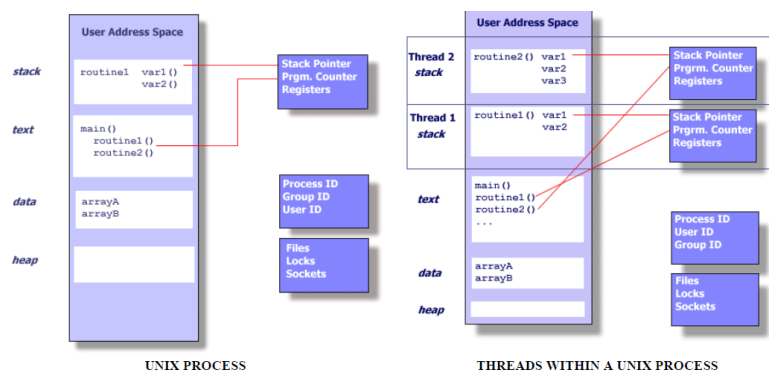 User Address Space
stack
routine1 var1()
var2()
Stack Pointer
Prgm. Counter
Registers
text
main()
routine1()
routine2()
data
arrayA
arrayB
Process ID
Group ID
User ID
heap
Files
Locks
Sockets
UNIX PROCESS
User Address Space
Thread 2
stack
routine2() var1
var2
var3
Stack Pointer
Prgrm. Counter
Registers
Thread 1
stack
routine1() var1
var2
Stack Pointer
Prgrm. Counter
Registers
text
main()
routine1()
routine2()
...
Process ID
User ID
Group ID
data
arrayA
arrayB
Files
Locks
Sockets
heap
THREADS WITHIN A UNIX PROCESS